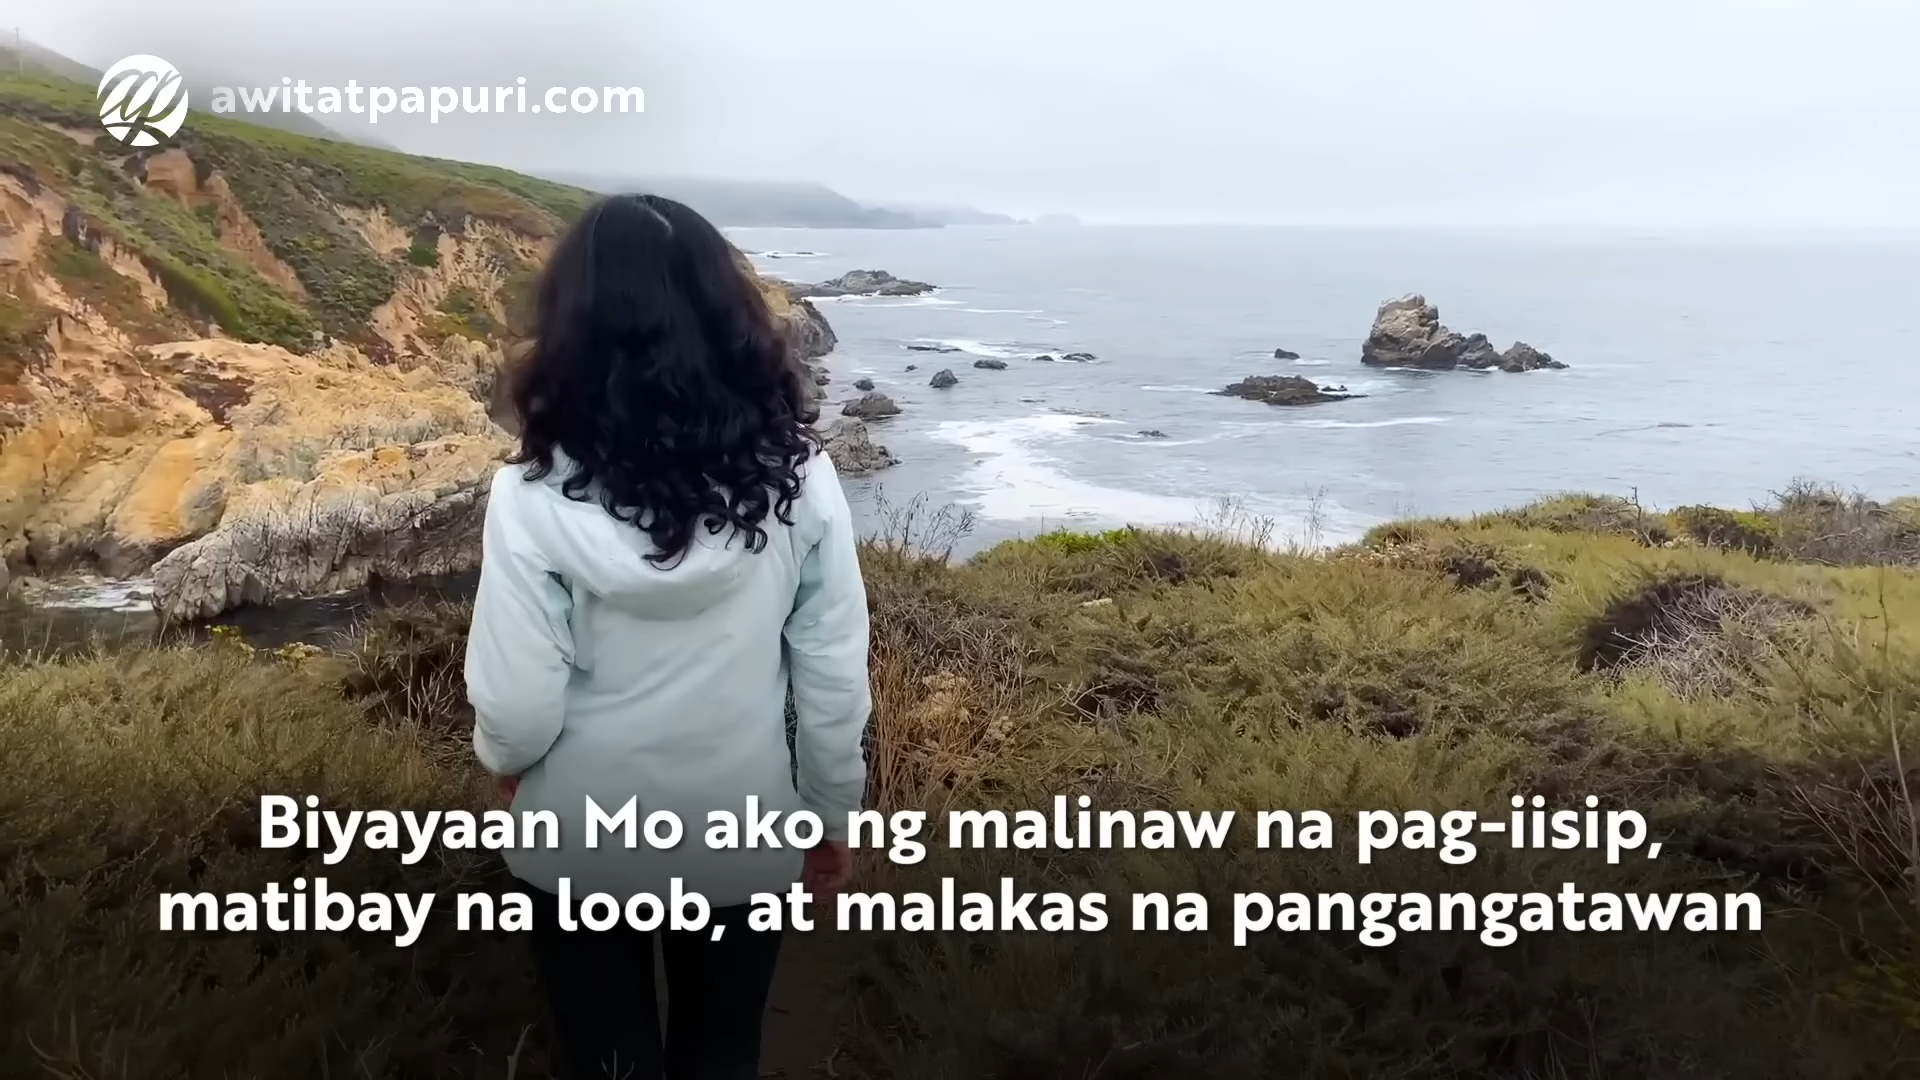 awitatpapuri.com
Biyayaan Mo ako ng malinaw na pag-iisip,
matibay na loob, at malakas na pangangatawan